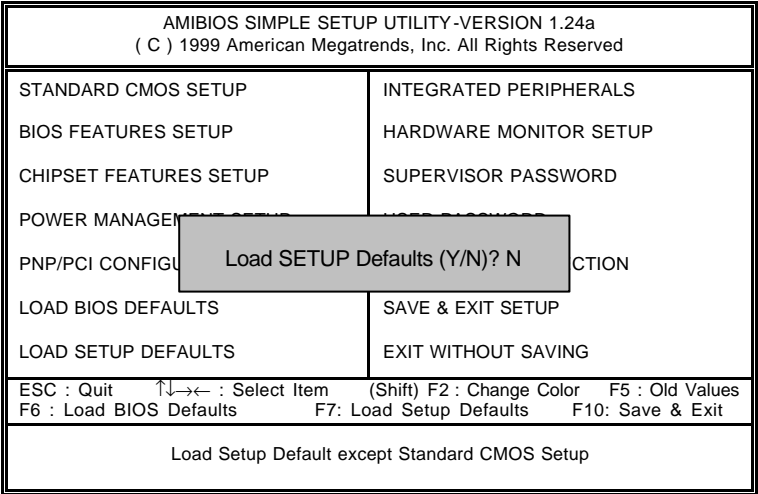 AMIBIOS SIMPLE SETUP UTILITY-VERSION 1.24a
( C ) 1999 American Megatrends, Inc. All Rights Reserved
STANDARD CMOS SETUP
BIOS FEATURES SETUP
CHIPSET FEATURES SETUP
POWER MANAGEMENT SETUP
PNP/PCI CONFIGU
LOAD BIOS DEFAULTS
LOAD SETUP DEFAULTS
INTEGRATED PERIPHERALS
HARDWARE MONITOR SETUP
SUPERVISOR PASSWORD
USER PASSWORD
CTION
SAVE & EXIT SETUP
EXIT WITHOUT SAVING
Load SETUP Defaults (Y/N)? N
ESC : Quit ↑↓→← : Select Item (Shift) F2 : Change Color F5 : Old Values
F6 : Load BIOS Defaults F7: Load Setup Defaults F10: Save & Exit
Load Setup Default except Standard CMOS Setup